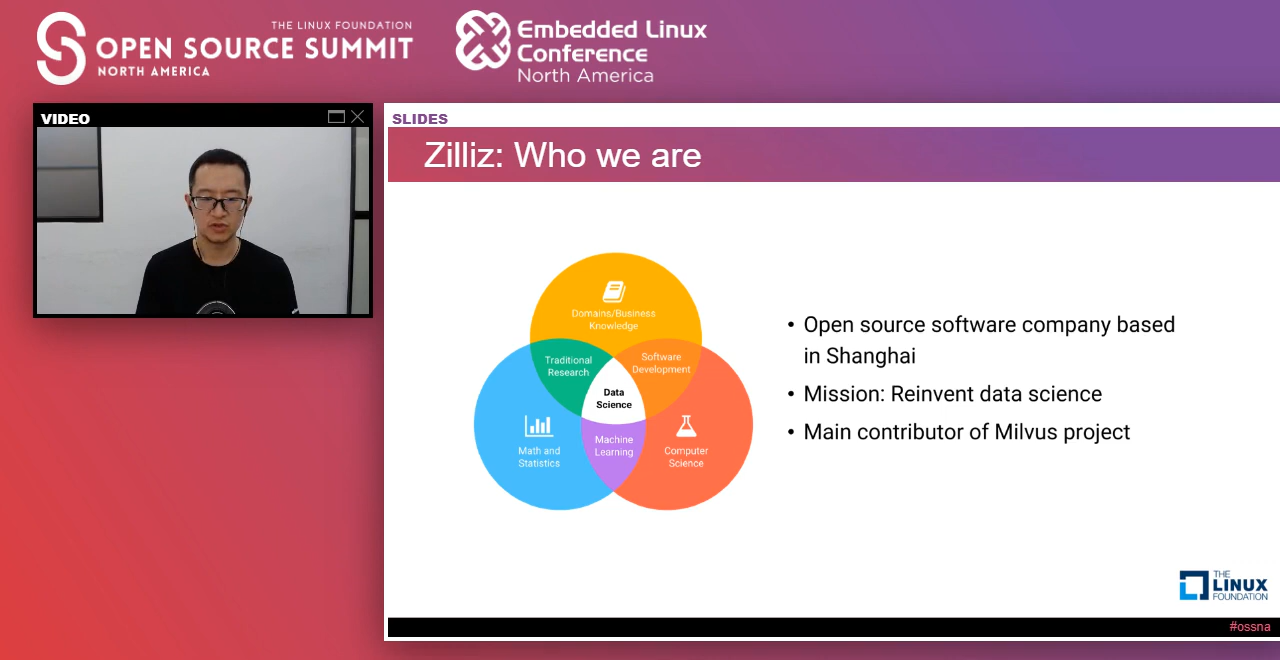 THE LINUX FOUNDATION
OPEN SOURCE SUMMIT
NORTH AMERICA
Embedded Linux
Conference
North America
VIDEO
SLIDES
Zilliz: Who we are
Domains/Business
Knowledge
Traditional
Research
Software
Development
Data
Science
Math and
Statistics
Machine
Learning
Computer
Science
• Open source software company based
in Shanghai
• Mission: Reinvent data science
• Main contributor of Milvus project
THE
LINUX
FOUNDATION
#ossna